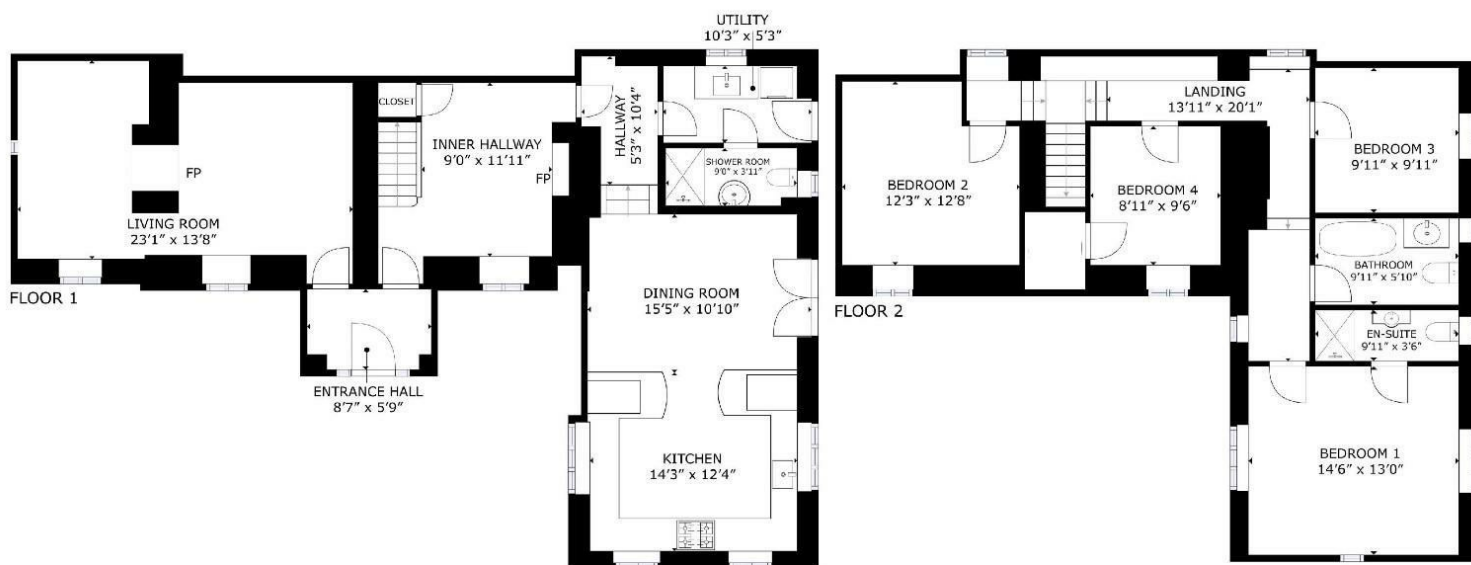 UTILITY
10'3" x 5'3"
CLOSET
INNER HALLWAY
9'0" x 11'11"
FP
HALLWAY
5'3" x 10'4"
SHOWER ROOM
9'0" x 3'11"
FP
LIVING ROOM
23'1" x 13'8"
FLOOR 1
ENTRANCE HALL
8'7" x 5'9"
DINING ROOM
15'5" x 10'10"
KITCHEN
14'3" x 12'4"
LANDING
13'11" x 20'1"
BEDROOM 2
12'3" x 12'8"
BEDROOM 4
8'11" x 9'6"
BEDROOM 3
9'11" x 9'11"
BATHROOM
9'11" x 5'10"
FLOOR 2
EN-SUITE
9'11" x 3'6"
BEDROOM 1
14'6" x 13'0"